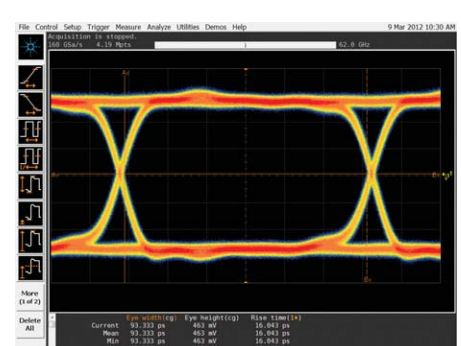 File Control Setup Trigger Measure Analyze Utilities Demos Help 9 Mar 2012 10:30 AM
Acquisition is stopped.
160 GSa/s 4.19 Mpts 62.0 GHz
More
(1 of 2)
Delete
All
Eye width(cg) Eye height(cg) Rise time(1*)
Current 93.333 ps 463 mV 16.043 ps
Mean 93.333 ps 463 mV 16.043 ps
Min 93.333 ps 463 mV 16.043 ps